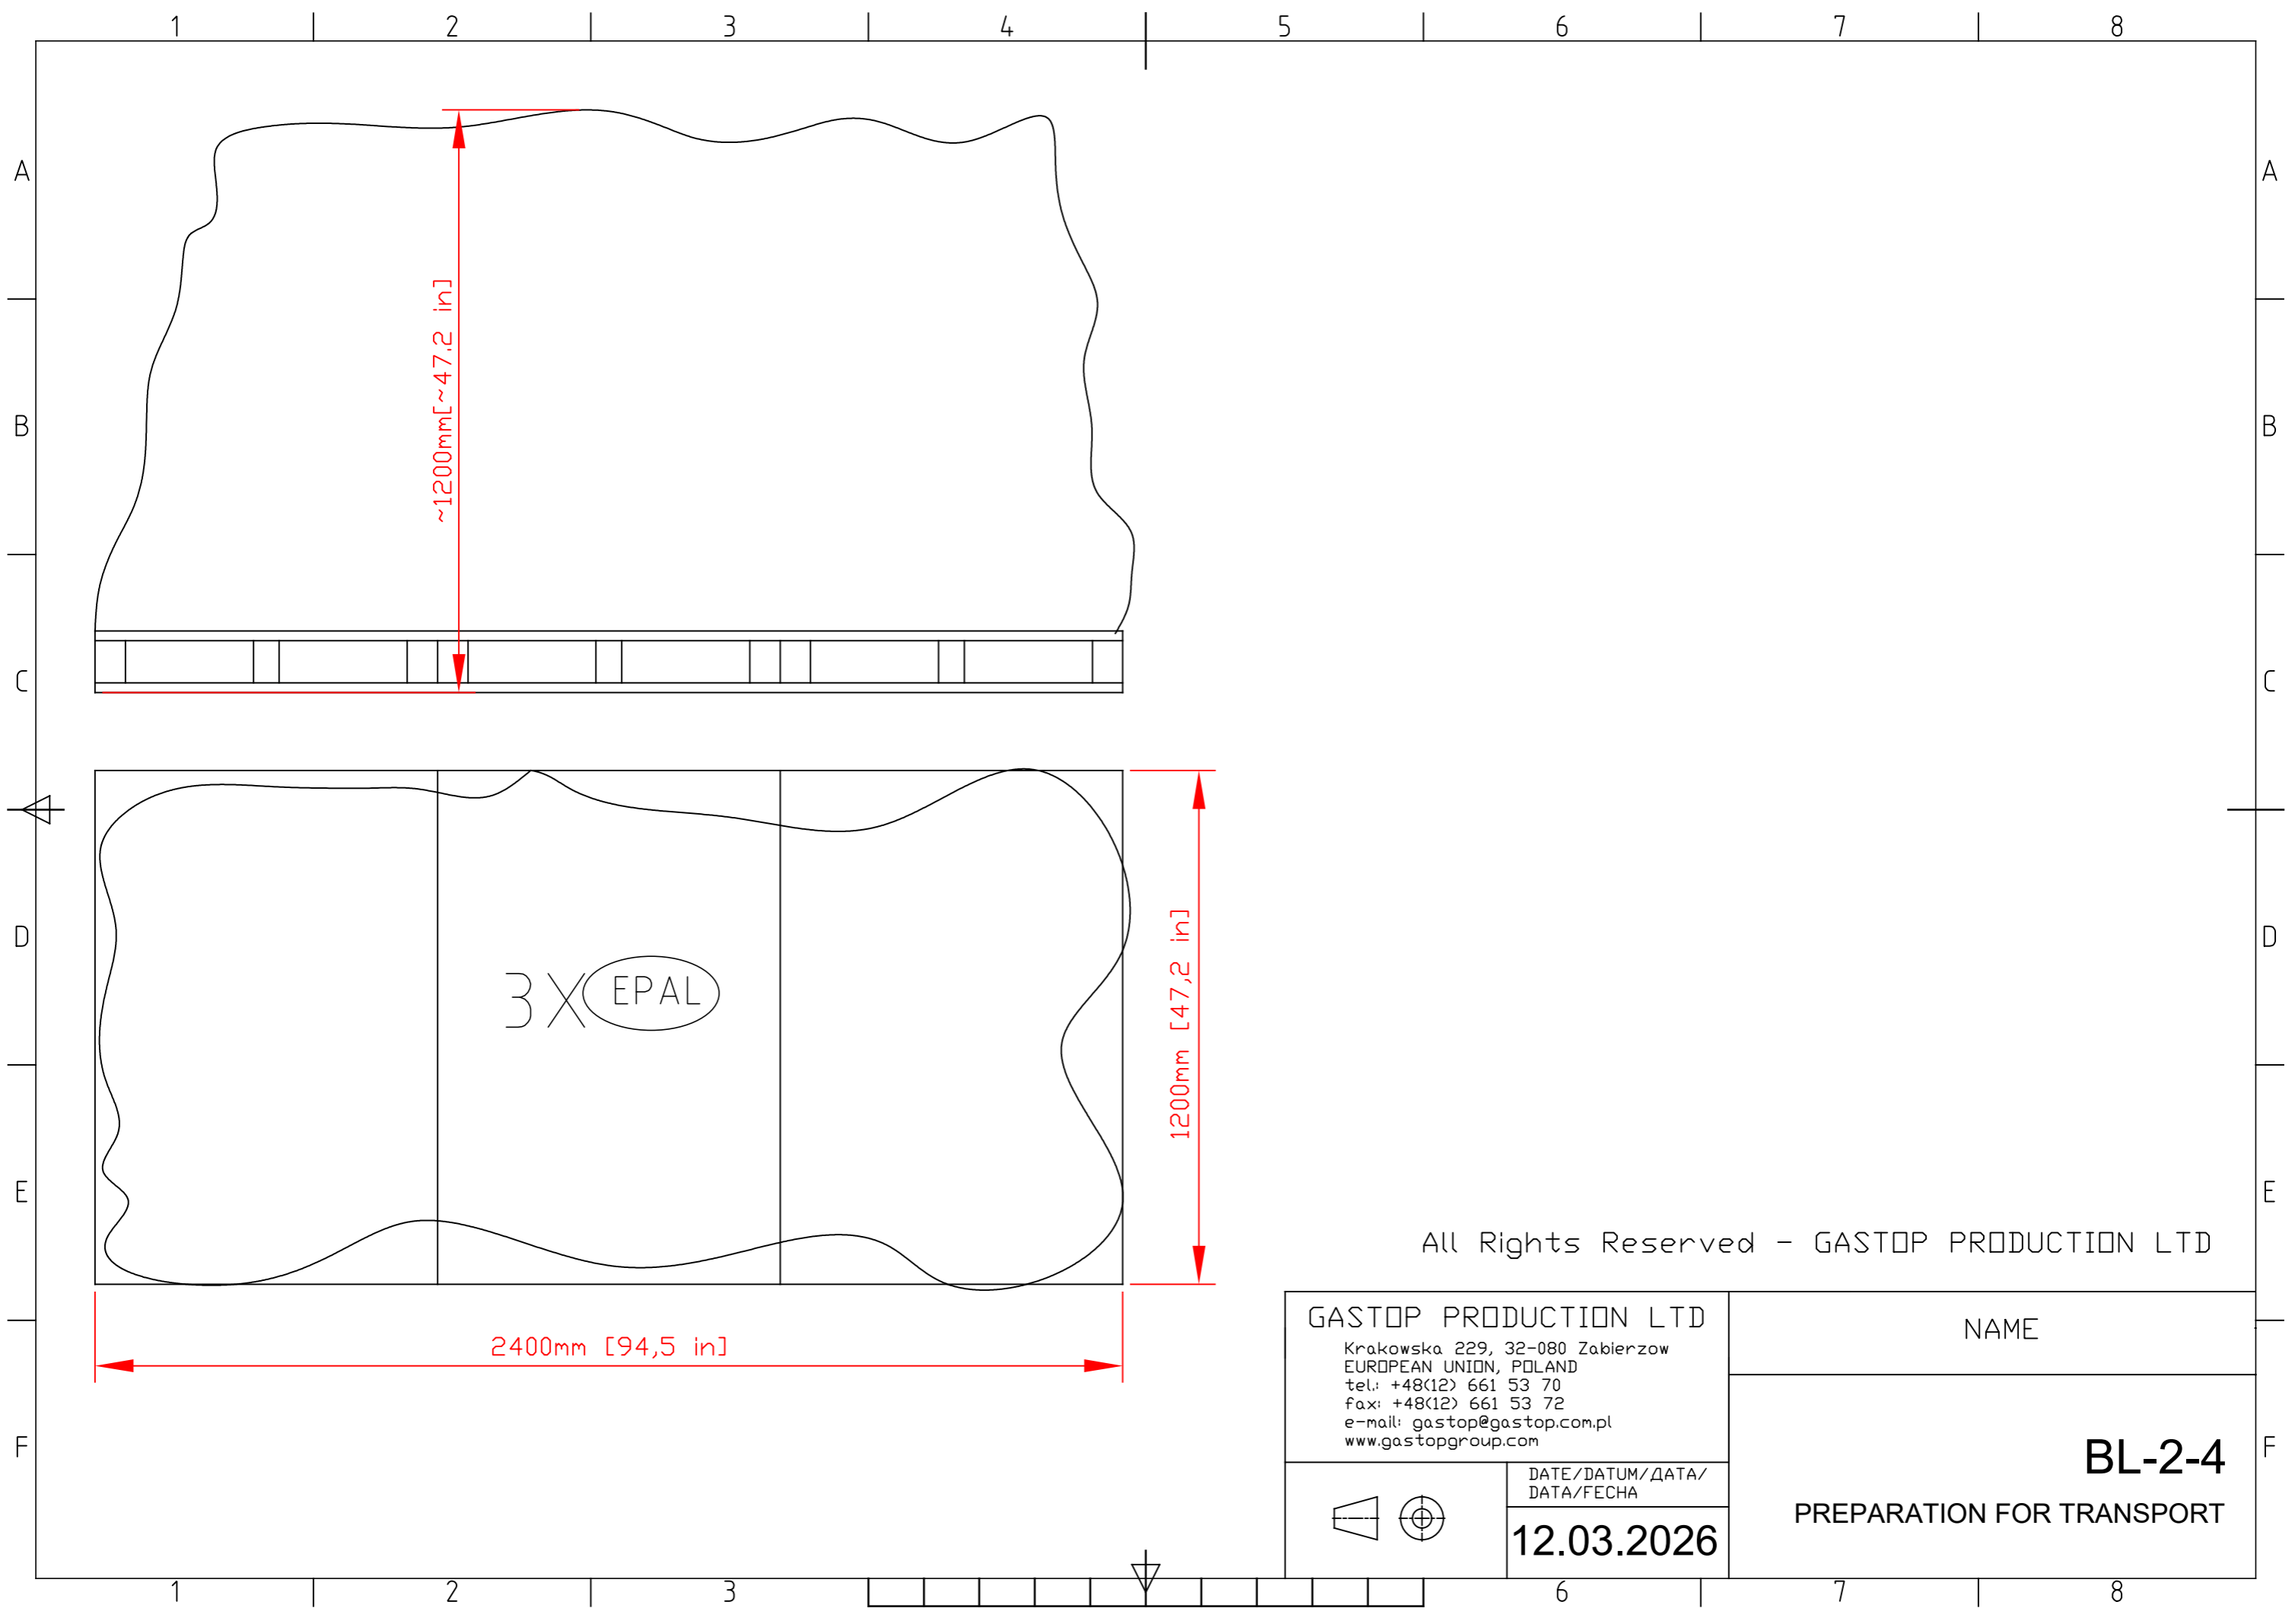 1 2 3 4 5 6 7 8
A A
~1200mm[~47.2 in]
B B
C C
D D
3X EPAL
1200mm [47,2 in]
E E
All Rights Reserved - GASTOP PRODUCTION LTD
2400mm [94,5 in]
GASTOP PRODUCTION LTD
Krakowska 229, 32-080 Zabierzow
EUROPEAN UNION, POLAND
tel.: +48(12) 661 53 70
fax: +48(12) 661 53 72
e-mail: gastop@gastop.com.pl
www.gastopgroup.com
NAME
F F
BL-2-4
PREPARATION FOR TRANSPORT
DATE/DATUM/ДАТА/
DATA/FECHA
12.03.2026
1 2 3 6 7 8